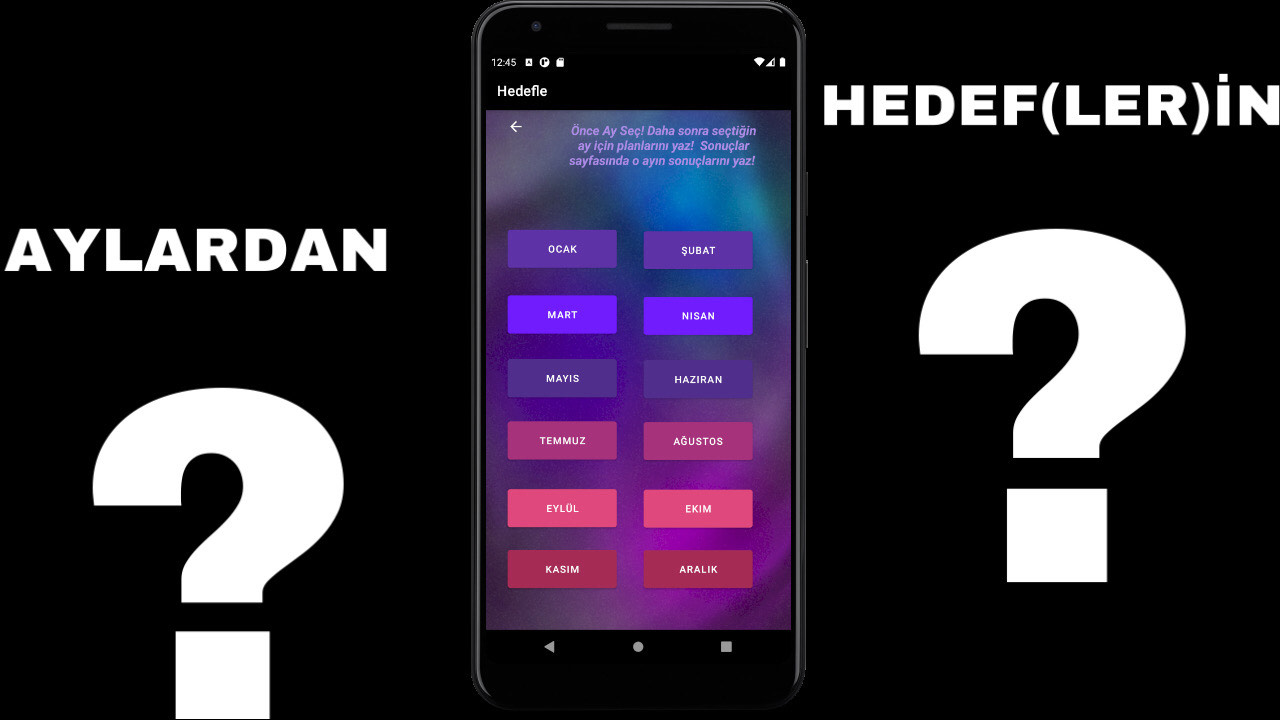 AYLARDAN
?
12:45
Hedefle
Önce Ay Seç! Daha sonra seçtiğin
ay için planlarını yaz! Sonuçlar
sayfasında o ayın sonuçlarını yaz!
OCAK
ŞUBAT
MART
NISAN
MAYIS
HAZIRAN
TEMMUZ
AĞUSTOS
EYLÜL
EKIM
KASIM
ARALIK
HEDEF(LER)İN
?